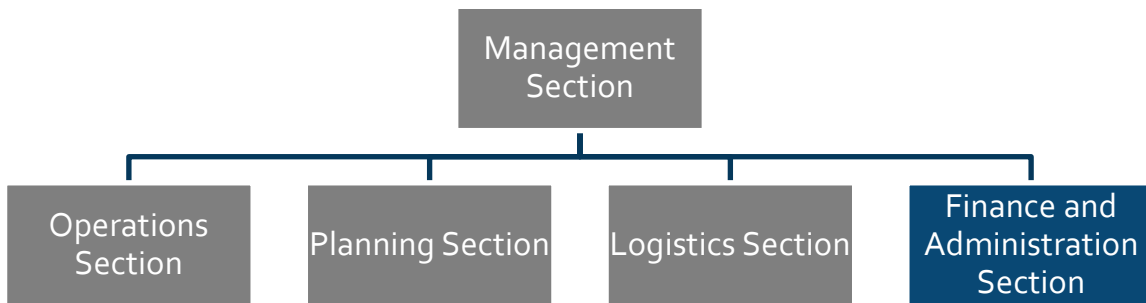 Management
Section
Operations
Section
Planning Section
Logistics Section
Finance and
Administration
Section